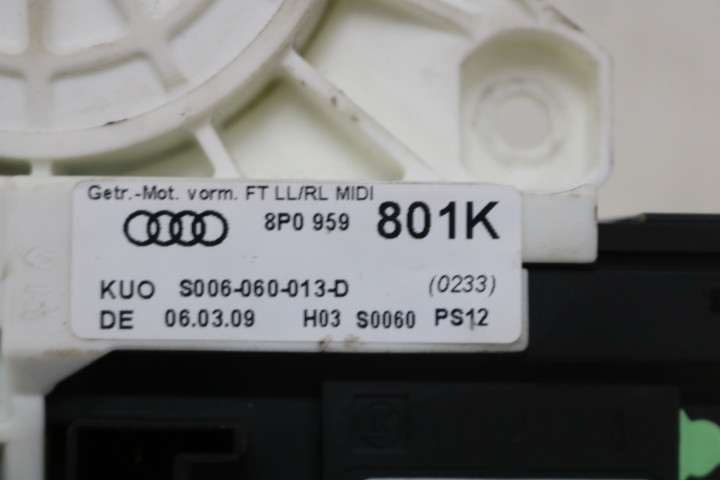 Getr.-Mot. vorm. FT LL/RL MIDI
8P0 959 801K
KUO S006-060-013-D (0233)
DE 06.03.09 H03 S0060 PS12